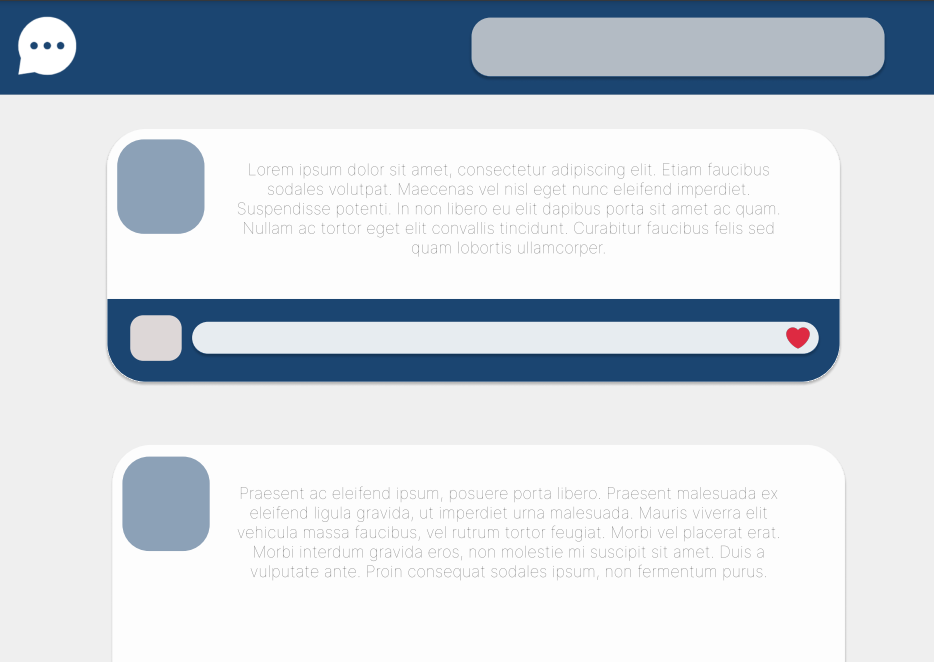 Lorem ipsum dolor sit amet, consectetur adipiscing elit. Etiam faucibus
sodales volutpat. Maecenas vel nisl eget nunc eleifend imperdiet.
Suspendisse potenti. In non libero eu elit dapibus porta sit amet ac quam.
Nullam ac tortor eget elit convallis tincidunt. Curabitur faucibus felis sed
quam lobortis ullamcorper.
Praesent ac eleifend ipsum, posuere porta libero. Praesent malesuada ex
eleifend ligula gravida, ut imperdiet urna malesuada. Mauris viverra elit
vehicula massa faucibus, vel rutrum tortor feugiat. Morbi vel placerat erat.
Morbi interdum gravida eros, non molestie mi suscipit sit amet. Duis a
vulputate ante. Proin consequat sodales ipsum, non fermentum purus.